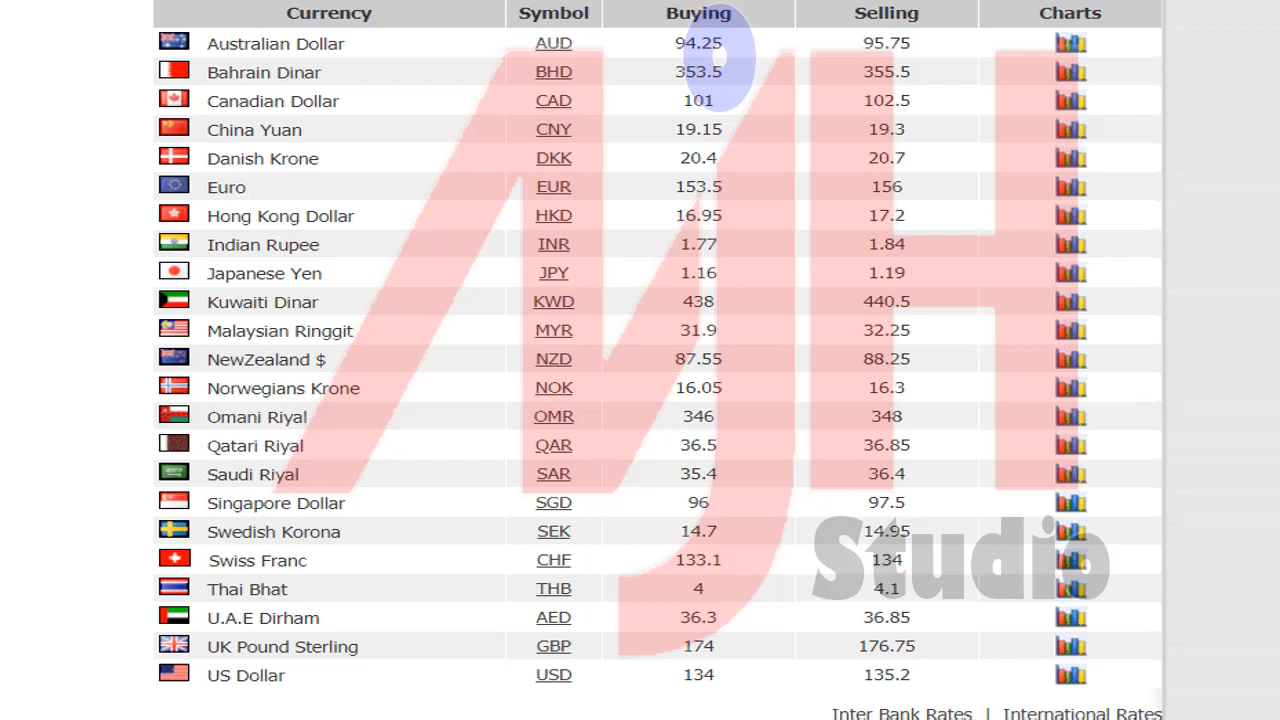 Currency Symbol Buying Selling Charts
Australian Dollar AUD 94.25 95.75
Bahrain Dinar BHD 353.5 355.5
Canadian Dollar CAD 101 102.5
China Yuan CNY 19.15 19.3
Danish Krone DKK 20.4 20.7
Euro EUR 153.5 156
Hong Kong Dollar HKD 16.95 17.2
Indian Rupee INR 1.77 1.84
Japanese Yen JPY 1.16 1.19
Kuwaiti Dinar KWD 438 440.5
Malaysian Ringgit MYR 31.9 32.25
NewZealand $ NZD 87.55 88.25
Norwegians Krone NOK 16.05 16.3
Omani Riyal OMR 346 348
Qatari Riyal QAR 36.5 36.85
Saudi Riyal SAR 35.4 36.4
Singapore Dollar SGD 96 97.5
Swedish Korona SEK 14.7 14.95
Swiss Franc CHF 133.1 134
Thai Bhat THB 4 4.1
U.A.E Dirham AED 36.3 36.85
UK Pound Sterling GBP 174 176.75
US Dollar USD 134 135.2
Inter Bank Rates | International Rates
MjH
Studio